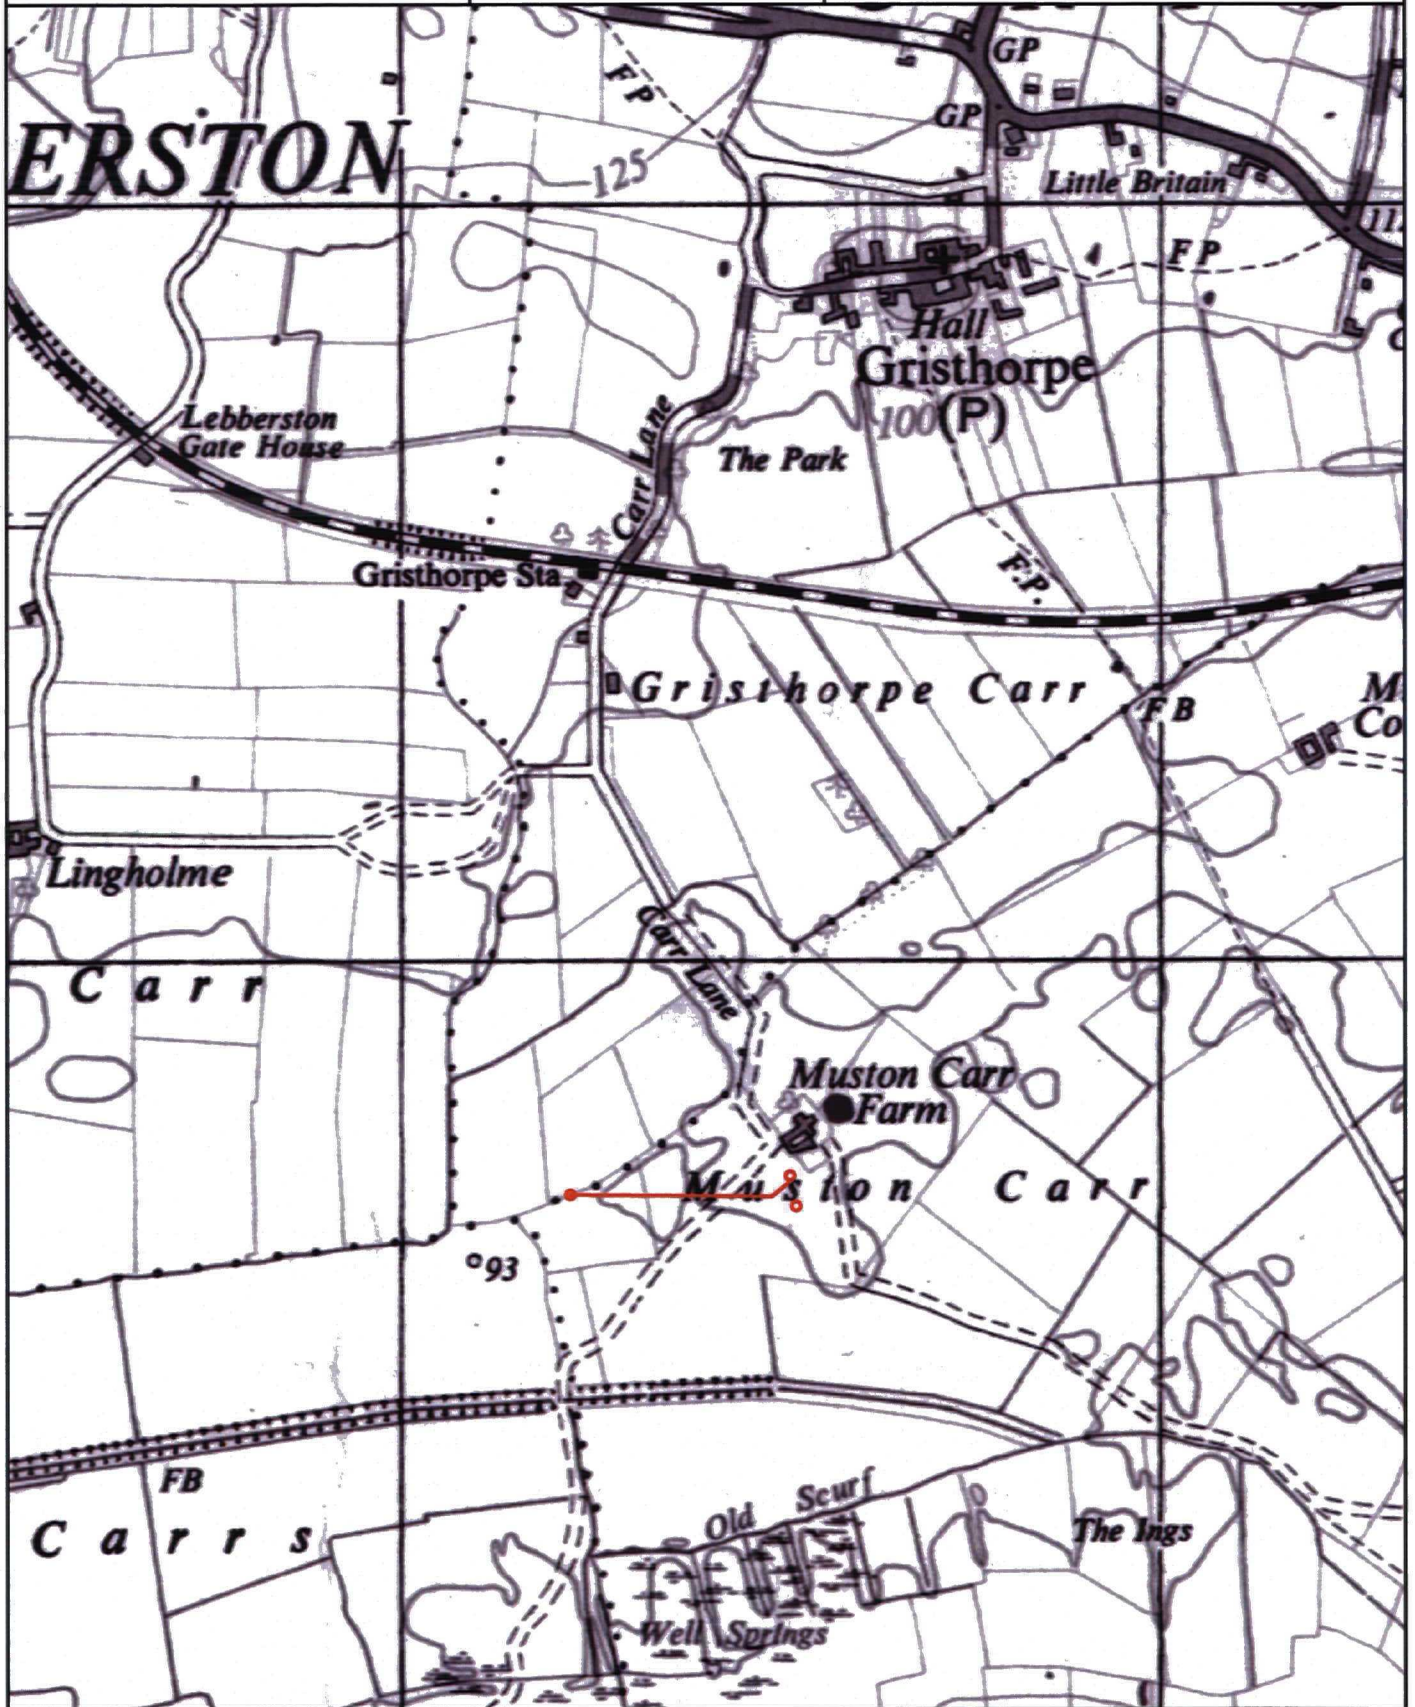 GP
FP
GP
ERSTON
125
Little Britain
FP
Hall
Gristhorpe
100 (P)
Lebberston
Gate House
Carr Lane
The Park
Gristhorpe Sta.
F.P.
Gristhorpe Carr
FB
M
Co
Lingholme
Carr Lane
Carr
Muston Carr
Farm
Muston Carr
93
FB
Carrs
Old Scurf
The Ings
Well Springs